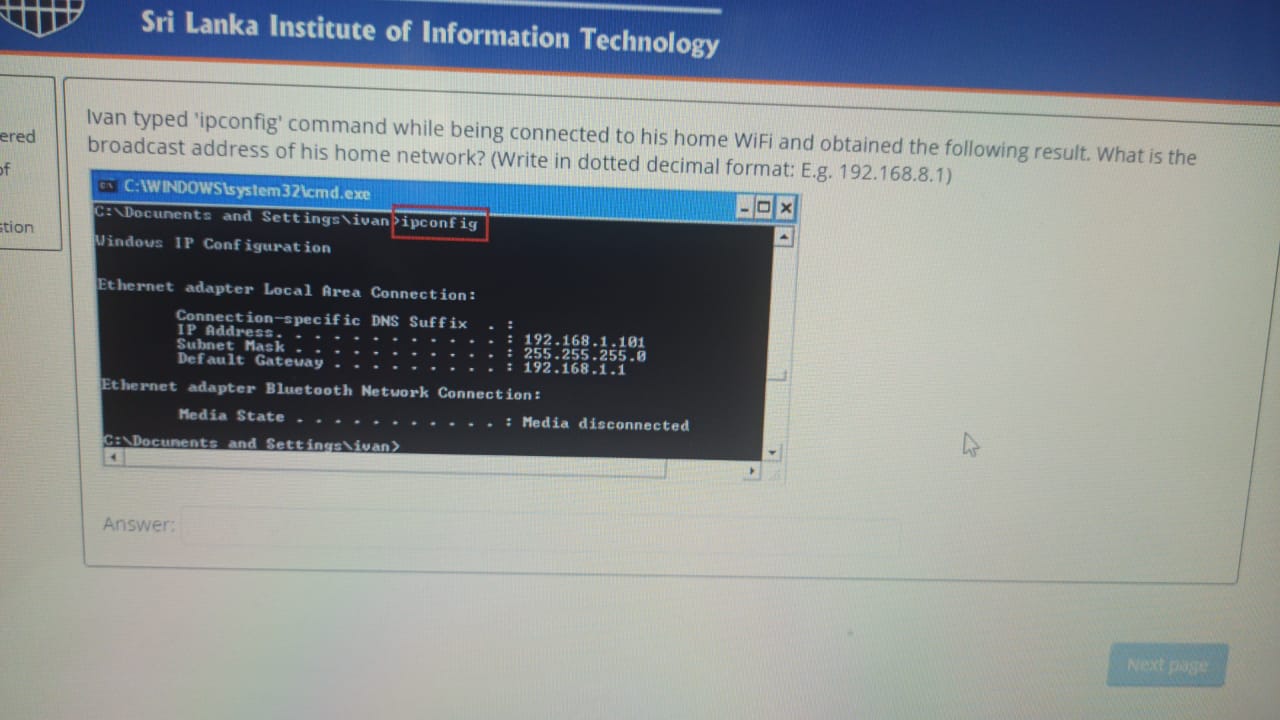 Sri Lanka Institute of Information Technology
ered
of
stion
Ivan typed 'ipconfig' command while being connected to his home WiFi and obtained the following result. What is the
broadcast address of his home network? (Write in dotted decimal format: E.g. 192.168.8.1)
C:\WINDOWS\system32\cmd.exe
C:\Documents and Settings\ivan>ipconfig
Windows IP Configuration
Ethernet adapter Local Area Connection:
Connection-specific DNS Suffix . :
IP Address. . . . . . . . . . . . : 192.168.1.101
Subnet Mask . . . . . . . . . . . : 255.255.255.0
Default Gateway . . . . . . . . . : 192.168.1.1
Ethernet adapter Bluetooth Network Connection:
Media State . . . . . . . . . . . : Media disconnected
C:\Documents and Settings\ivan>
Answer:
Next page